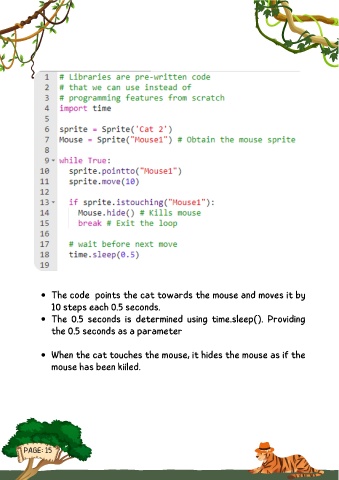 1 # Libraries are pre-written code
2 # that we can use instead of
3 # programming features from scratch
4 import time
5
6 sprite = Sprite('Cat 2')
7 Mouse = Sprite("Mouse1") # Obtain the mouse sprite
8
9 while True:
10 sprite.pointto("Mouse1")
11 sprite.move(10)
12
13 if sprite.istouching("Mouse1"):
14 Mouse.hide() # Kills mouse
15 break # Exit the loop
16
17 # wait before next move
18 time.sleep(0.5)
19
• The code points the cat towards the mouse and moves it by
10 steps each 0.5 seconds.
• The 0.5 seconds is determined using time.sleep(). Providing
the 0.5 seconds as a parameter
• When the cat touches the mouse, it hides the mouse as if the
mouse has been kiiled.
PAGE: 15